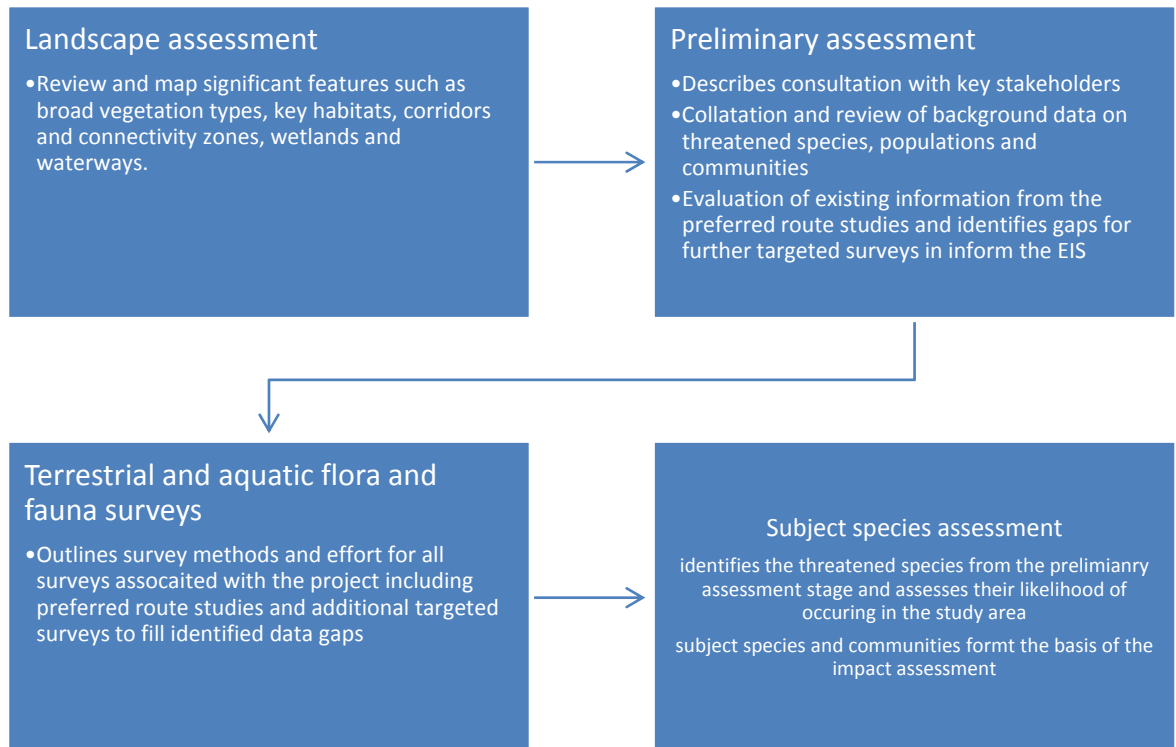 Landscape assessment
•Review and map significant features such as
broad vegetation types, key habitats, corridors
and connectivity zones, wetlands and
waterways.
Preliminary assessment
•Describes consultation with key stakeholders
•Collatation and review of background data on
threatened species, populations and
communities
•Evaluation of existing information from the
preferred route studies and identifies gaps for
further targeted surveys in inform the EIS
Terrestrial and aquatic flora and
fauna surveys
•Outlines survey methods and effort for all
surveys assocaited with the project including
preferred route studies and additional targeted
surveys to fill identified data gaps
Subject species assessment
identifies the threatened species from the prelimianry
assessment stage and assesses their likelihood of
occuring in the study area
subject species and communities formt the basis of the
impact assessment